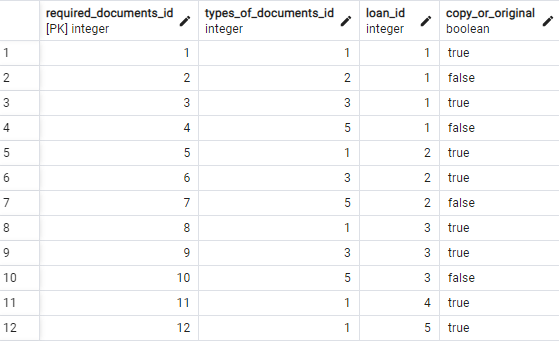 required_documents_id types_of_documents_id loan_id copy_or_original
[PK] integer integer integer boolean
1 1 1 1 true
2 2 2 1 false
3 3 3 1 true
4 4 5 1 false
5 5 1 2 true
6 6 3 2 true
7 7 5 2 false
8 8 1 3 true
9 9 3 3 true
10 10 5 3 false
11 11 1 4 true
12 12 1 5 true